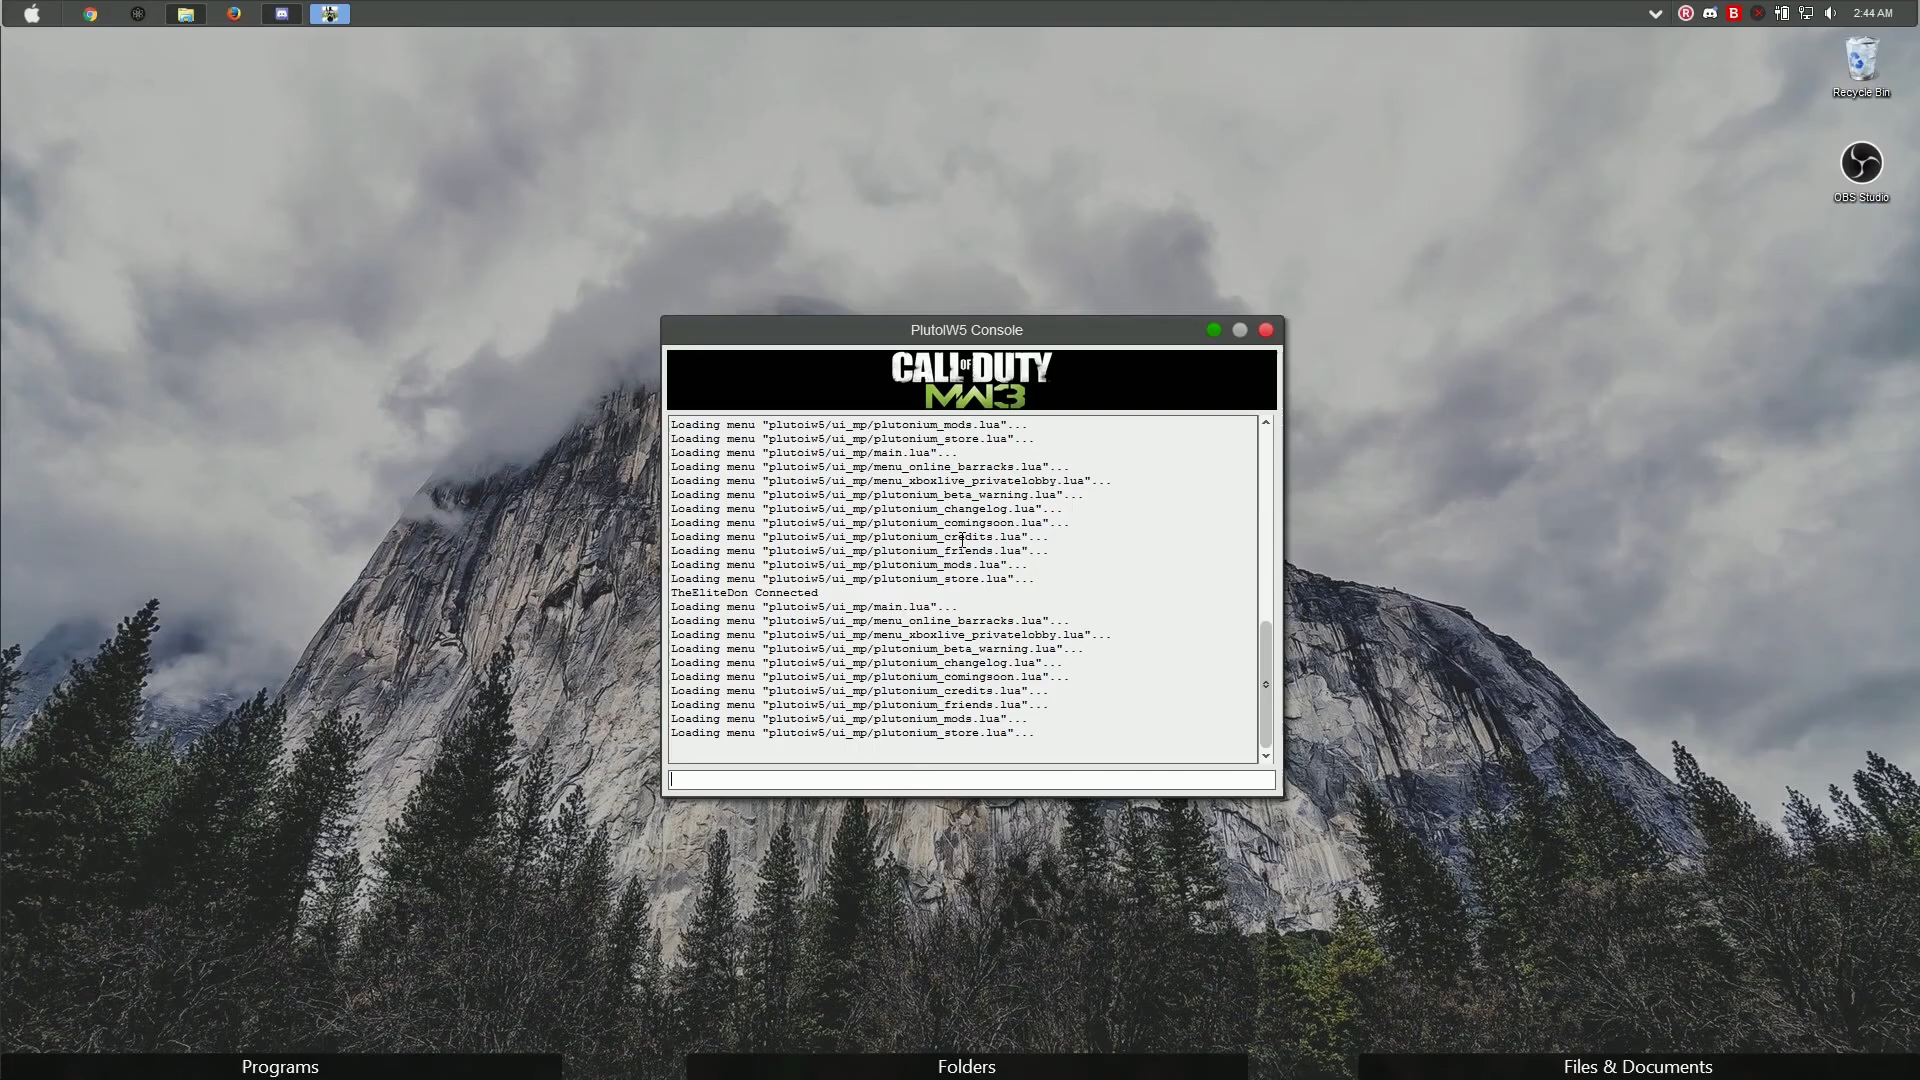 2:44 AM
Recycle Bin
OBS Studio
PlutoIW5 Console
CALL OF DUTY
MW3
Loading menu "plutoiw5/ui_mp/plutonium_mods.lua"...
Loading menu "plutoiw5/ui_mp/plutonium_store.lua"...
Loading menu "plutoiw5/ui_mp/main.lua"...
Loading menu "plutoiw5/ui_mp/menu_online_barracks.lua"...
Loading menu "plutoiw5/ui_mp/menu_xboxlive_privatelobby.lua"...
Loading menu "plutoiw5/ui_mp/plutonium_beta_warning.lua"...
Loading menu "plutoiw5/ui_mp/plutonium_changelog.lua"...
Loading menu "plutoiw5/ui_mp/plutonium_comingsoon.lua"...
Loading menu "plutoiw5/ui_mp/plutonium_credits.lua"...
Loading menu "plutoiw5/ui_mp/plutonium_friends.lua"...
Loading menu "plutoiw5/ui_mp/plutonium_mods.lua"...
Loading menu "plutoiw5/ui_mp/plutonium_store.lua"...
TheEliteDon Connected
Loading menu "plutoiw5/ui_mp/main.lua"...
Loading menu "plutoiw5/ui_mp/menu_online_barracks.lua"...
Loading menu "plutoiw5/ui_mp/menu_xboxlive_privatelobby.lua"...
Loading menu "plutoiw5/ui_mp/plutonium_beta_warning.lua"...
Loading menu "plutoiw5/ui_mp/plutonium_changelog.lua"...
Loading menu "plutoiw5/ui_mp/plutonium_comingsoon.lua"...
Loading menu "plutoiw5/ui_mp/plutonium_credits.lua"...
Loading menu "plutoiw5/ui_mp/plutonium_friends.lua"...
Loading menu "plutoiw5/ui_mp/plutonium_mods.lua"...
Loading menu "plutoiw5/ui_mp/plutonium_store.lua"...
Programs
Folders
Files & Documents